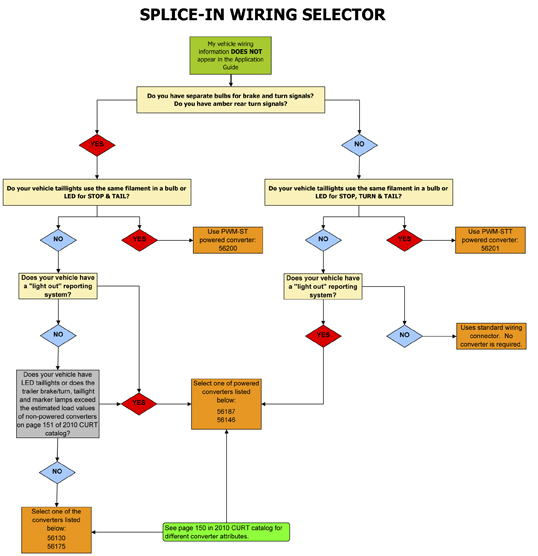 SPLICE-IN WIRING SELECTOR
My vehicle wiring
information DOES NOT
appear in the Application
Guide
Do you have separate bulbs for brake and turn signals?
Do you have amber rear turn signals?
YES
NO
Do your vehicle taillights use the same filament in a bulb or
LED for STOP & TAIL?
Do your vehicle taillights use the same filament in a bulb or
LED for STOP, TURN & TAIL?
NO
YES
Use PWM-ST
powered converter:
56200
NO
YES
Use PWM-STT
powered converter:
56201
Does your vehicle have
a "light out" reporting
system?
Does your vehicle have
a "light out" reporting
system?
NO
YES
NO
Uses standard wiring
connector. No
converter is required.
Does your vehicle have
LED taillights or does the
trailer brake/turn, taillight
and marker lamps exceed
the estimated load values
of non-powered converters
on page 151 of 2010 CURT
catalog?
YES
Select one of powered
converters listed
below:
56187
56146
NO
Select one of the
converters listed
below:
56130
56175
See page 150 in 2010 CURT catalog for
different converter attributes.